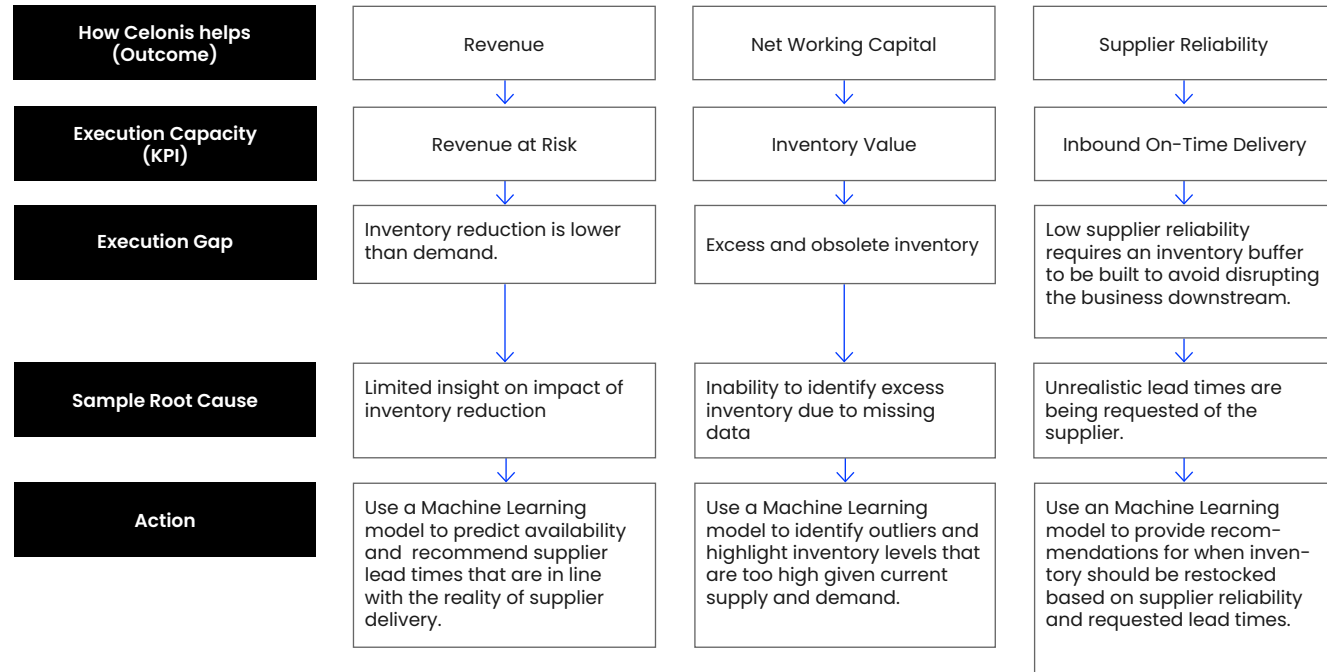 How Celonis helps
(Outcome)
Revenue
Net Working Capital
Supplier Reliability
Execution Capacity
(KPI)
Revenue at Risk
Inventory Value
Inbound On-Time Delivery
Execution Gap
Inventory reduction is lower
than demand.
Excess and obsolete inventory
Low supplier reliability
requires an inventory buffer
to be built to avoid disrupting
the business downstream.
Sample Root Cause
Limited insight on impact of
inventory reduction
Inability to identify excess
inventory due to missing
data
Unrealistic lead times are
being requested of the
supplier.
Action
Use a Machine Learning
model to predict availability
and  recommend supplier
lead times that are in line
with the reality of supplier
delivery.
Use a Machine Learning
model to identify outliers and
highlight inventory levels that
are too high given current
supply and demand.
Use an Machine Learning
model to provide recom-
mendations for when inven-
tory should be restocked
based on supplier reliability
and requested lead times.